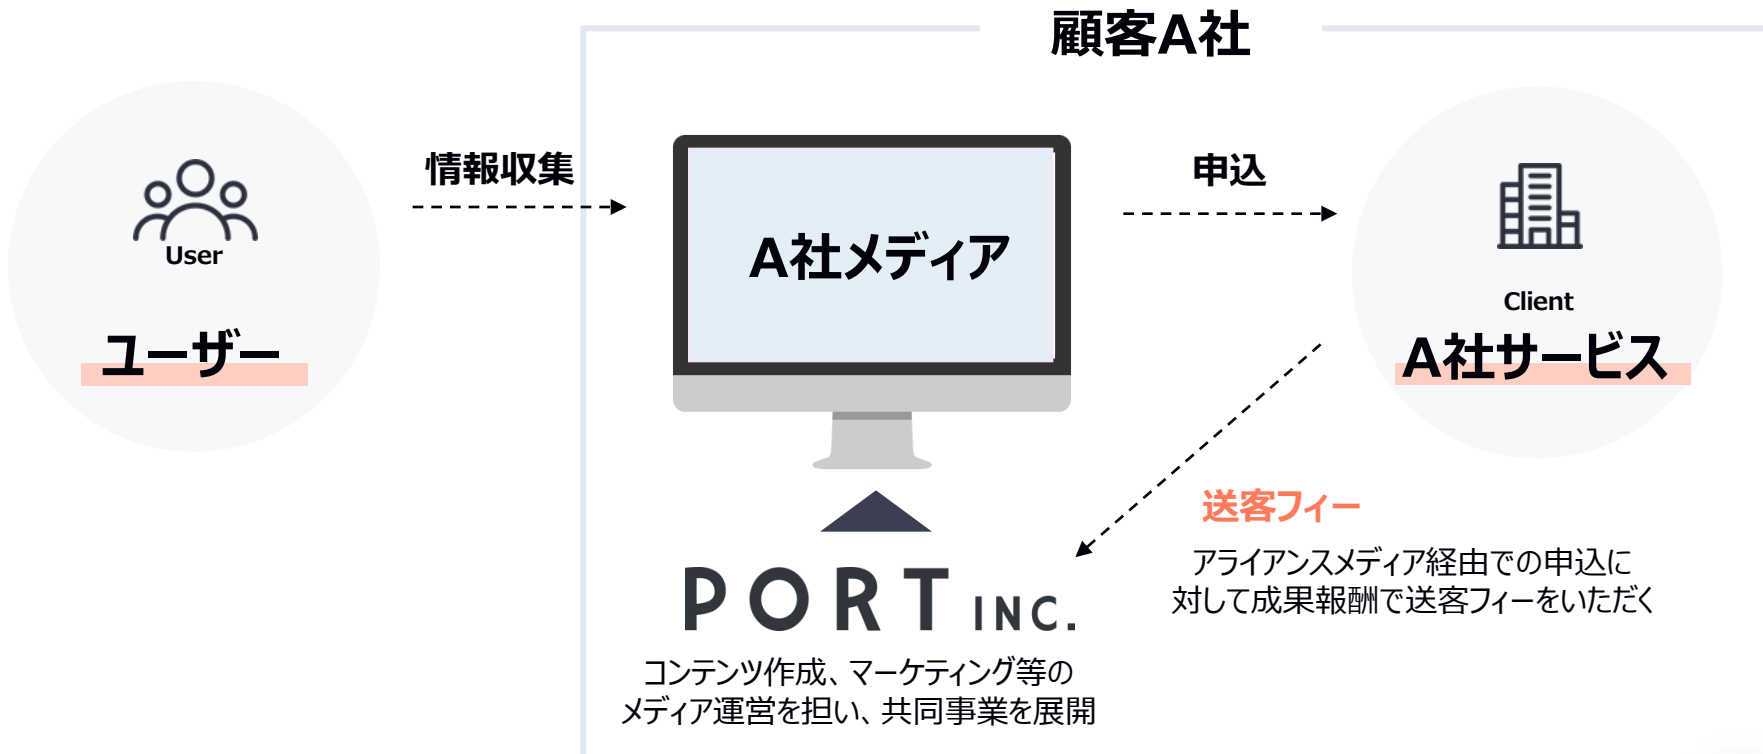 顧客A社
情報収集
申込
A社メディア
User
ユーザー
Client
A社サービス
送客フィー
アライアンスメディア経由での申込に
対して成果報酬で送客フィーをいただく
PORT INC.
コンテンツ作成、マーケティング等の
メディア運営を担い、共同事業を展開